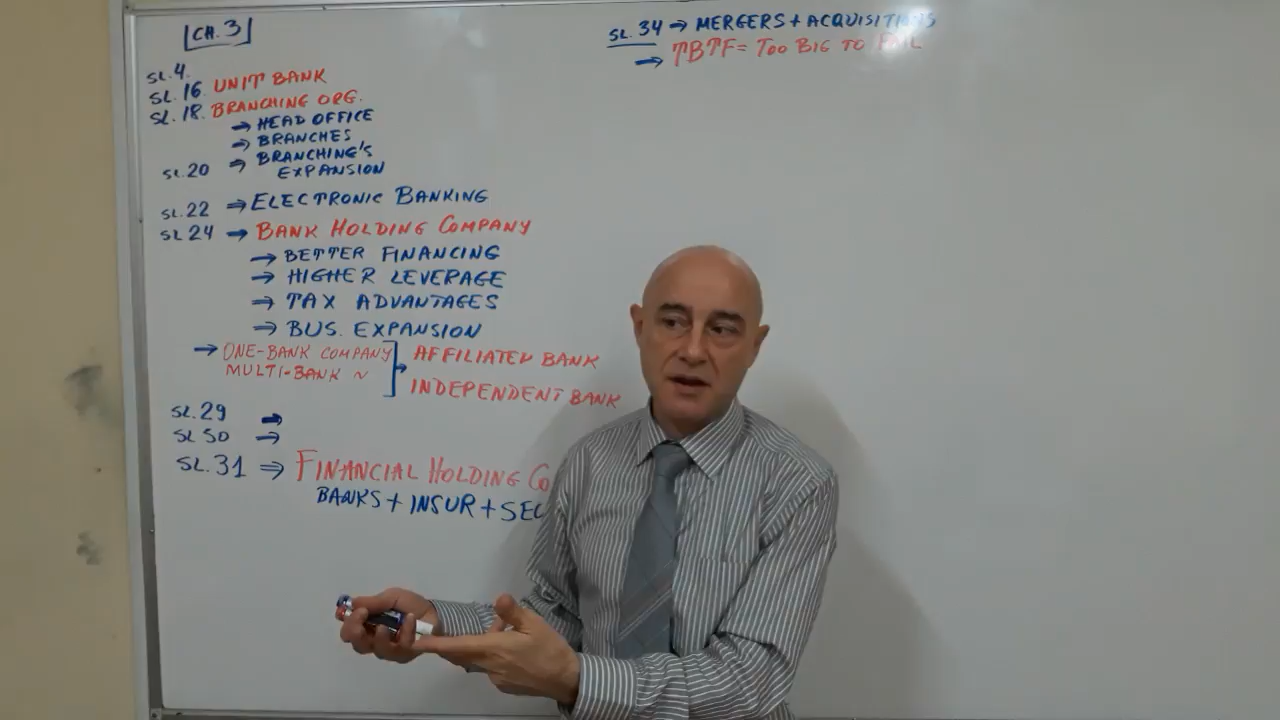 CH. 3
SL. 4.
SL. 16. UNIT BANK
SL. 18. BRANCHING ORG.
→ HEAD OFFICE
→ BRANCHES
SL. 20 → BRANCHING'S
EXPANSION
SL. 22 ⇒ ELECTRONIC BANKING
SL 24 → BANK HOLDING COMPANY
→ BETTER FINANCING
→ HIGHER LEVERAGE
→ TAX ADVANTAGES
→ BUS. EXPANSION
→ ONE-BANK COMPANY
MULTI-BANK ~
AFFILIATED BANK
INDEPENDENT BANK
SL. 29 →
SL 50 →
SL. 31 ⇒ FINANCIAL HOLDING CO
BANKS + INSUR + SEC
SL. 34 → MERGERS + ACQUISITIONS
→ TBTF = TOO BIG TO FAIL